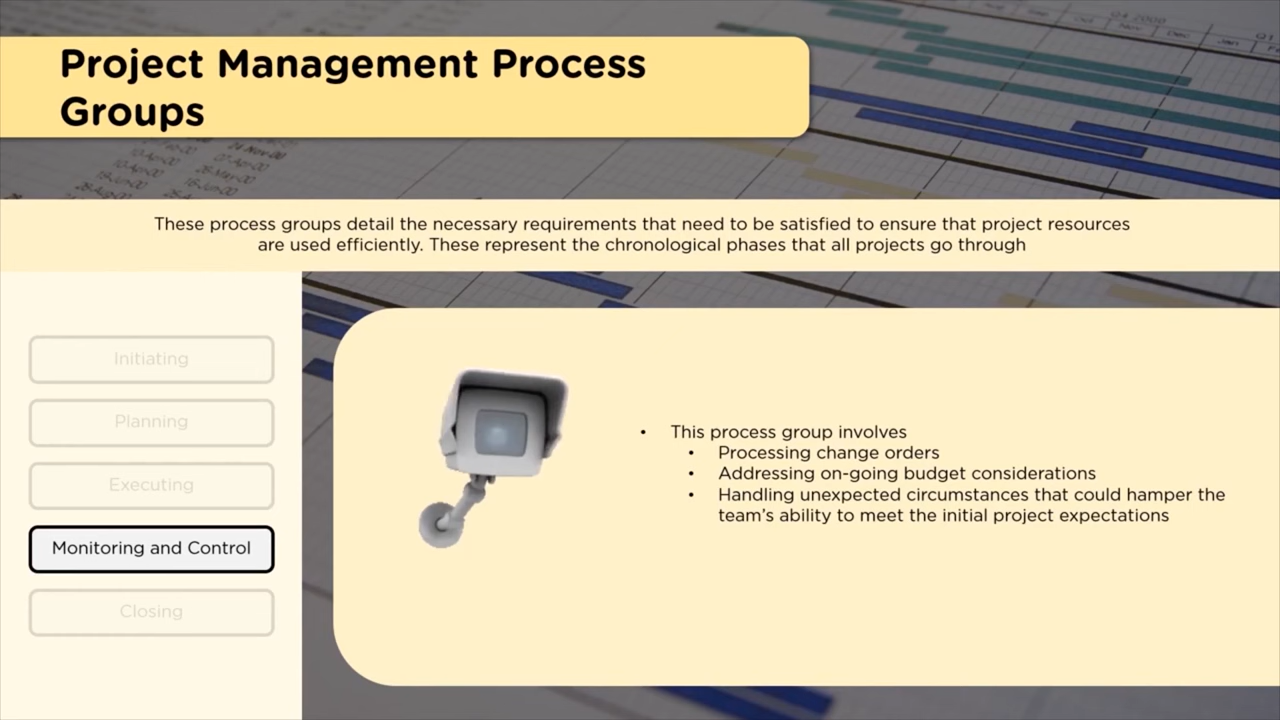 Project Management Process
Groups
These process groups detail the necessary requirements that need to be satisfied to ensure that project resources
are used efficiently. These represent the chronological phases that all projects go through
Initiating
Planning
Executing
Monitoring and Control
Closing
• This process group involves
• Processing change orders
• Addressing on-going budget considerations
• Handling unexpected circumstances that could hamper the
team’s ability to meet the initial project expectations